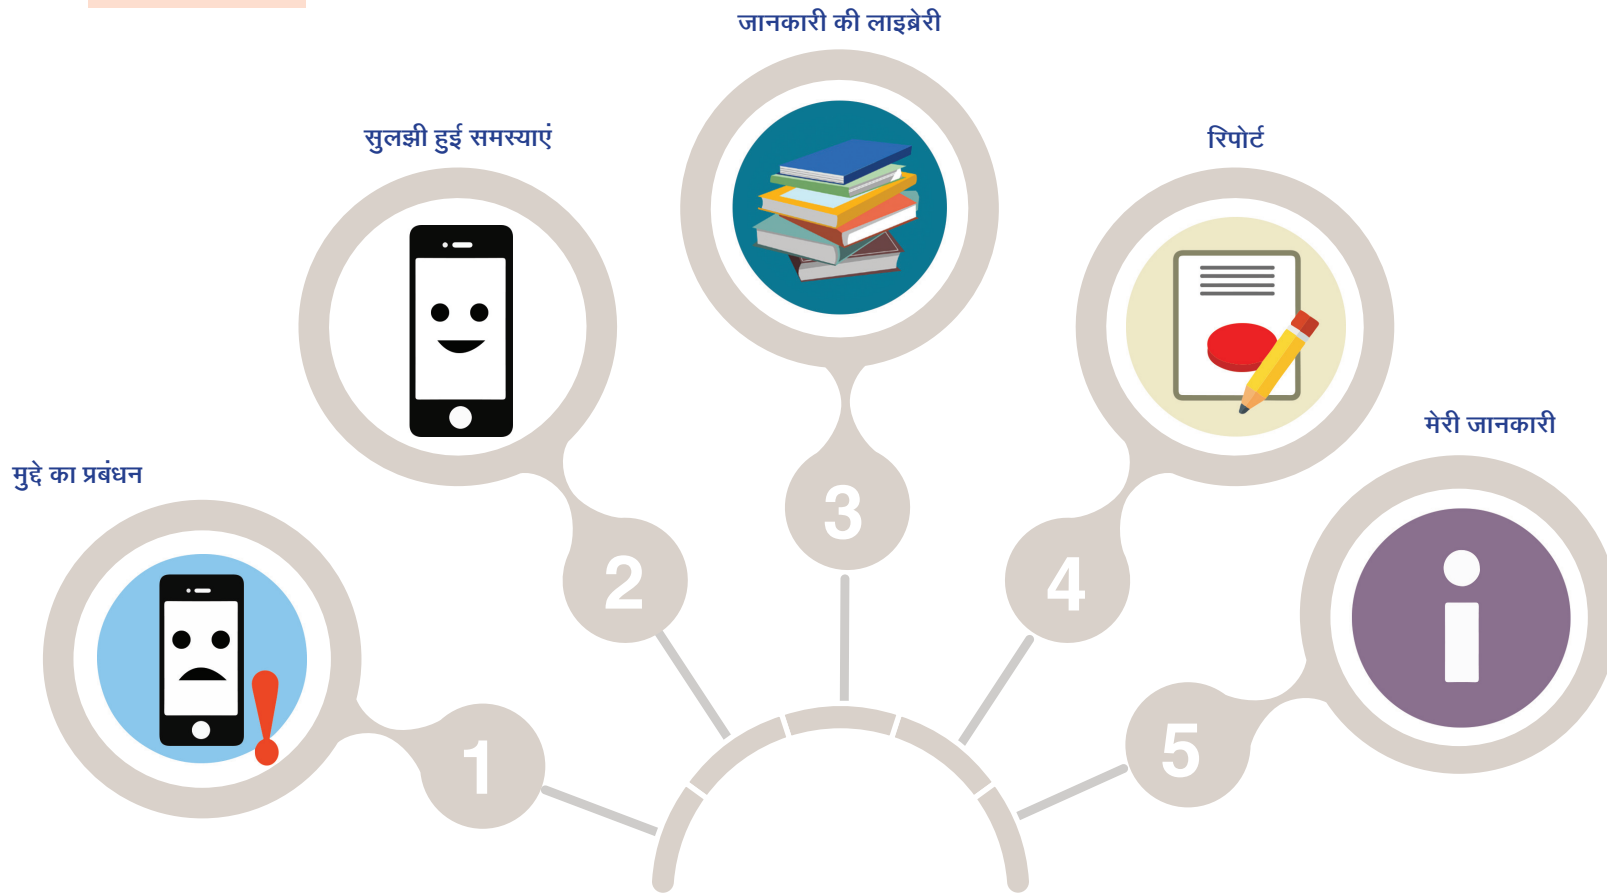 जानकारी की लाइब्रेरी
सुलझी हुई समस्याएं
रिपोर्ट
मेरी जानकारी
मुद्दे का प्रबंधन
1
2
3
4
5